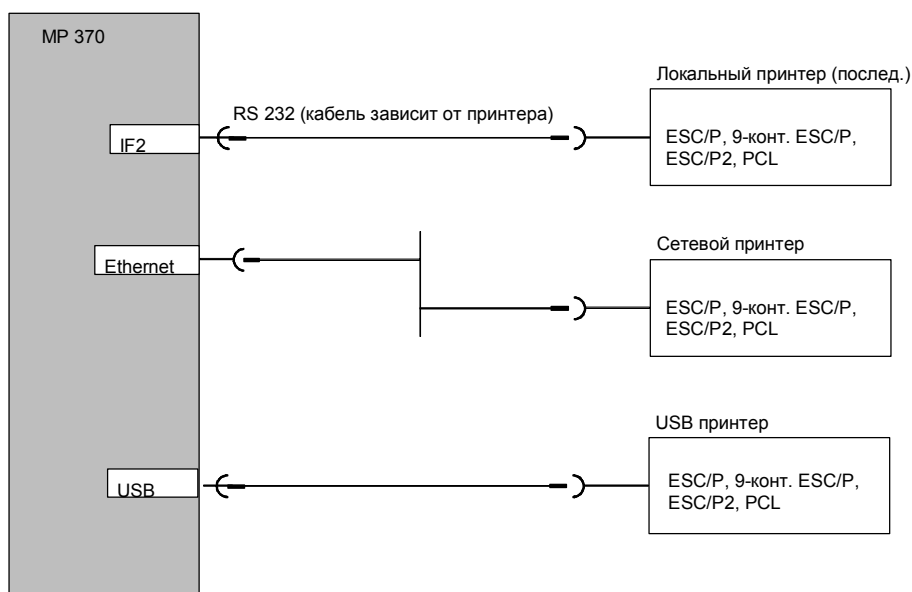 MP 370
Локальный принтер (послед.)
RS 232 (кабель зависит от принтера)
IF2
ESC/P, 9-конт. ESC/P,
ESC/P2, PCL
Сетевой принтер
Ethernet
ESC/P, 9-конт. ESC/P,
ESC/P2, PCL
USB принтер
USB
ESC/P, 9-конт. ESC/P,
ESC/P2, PCL